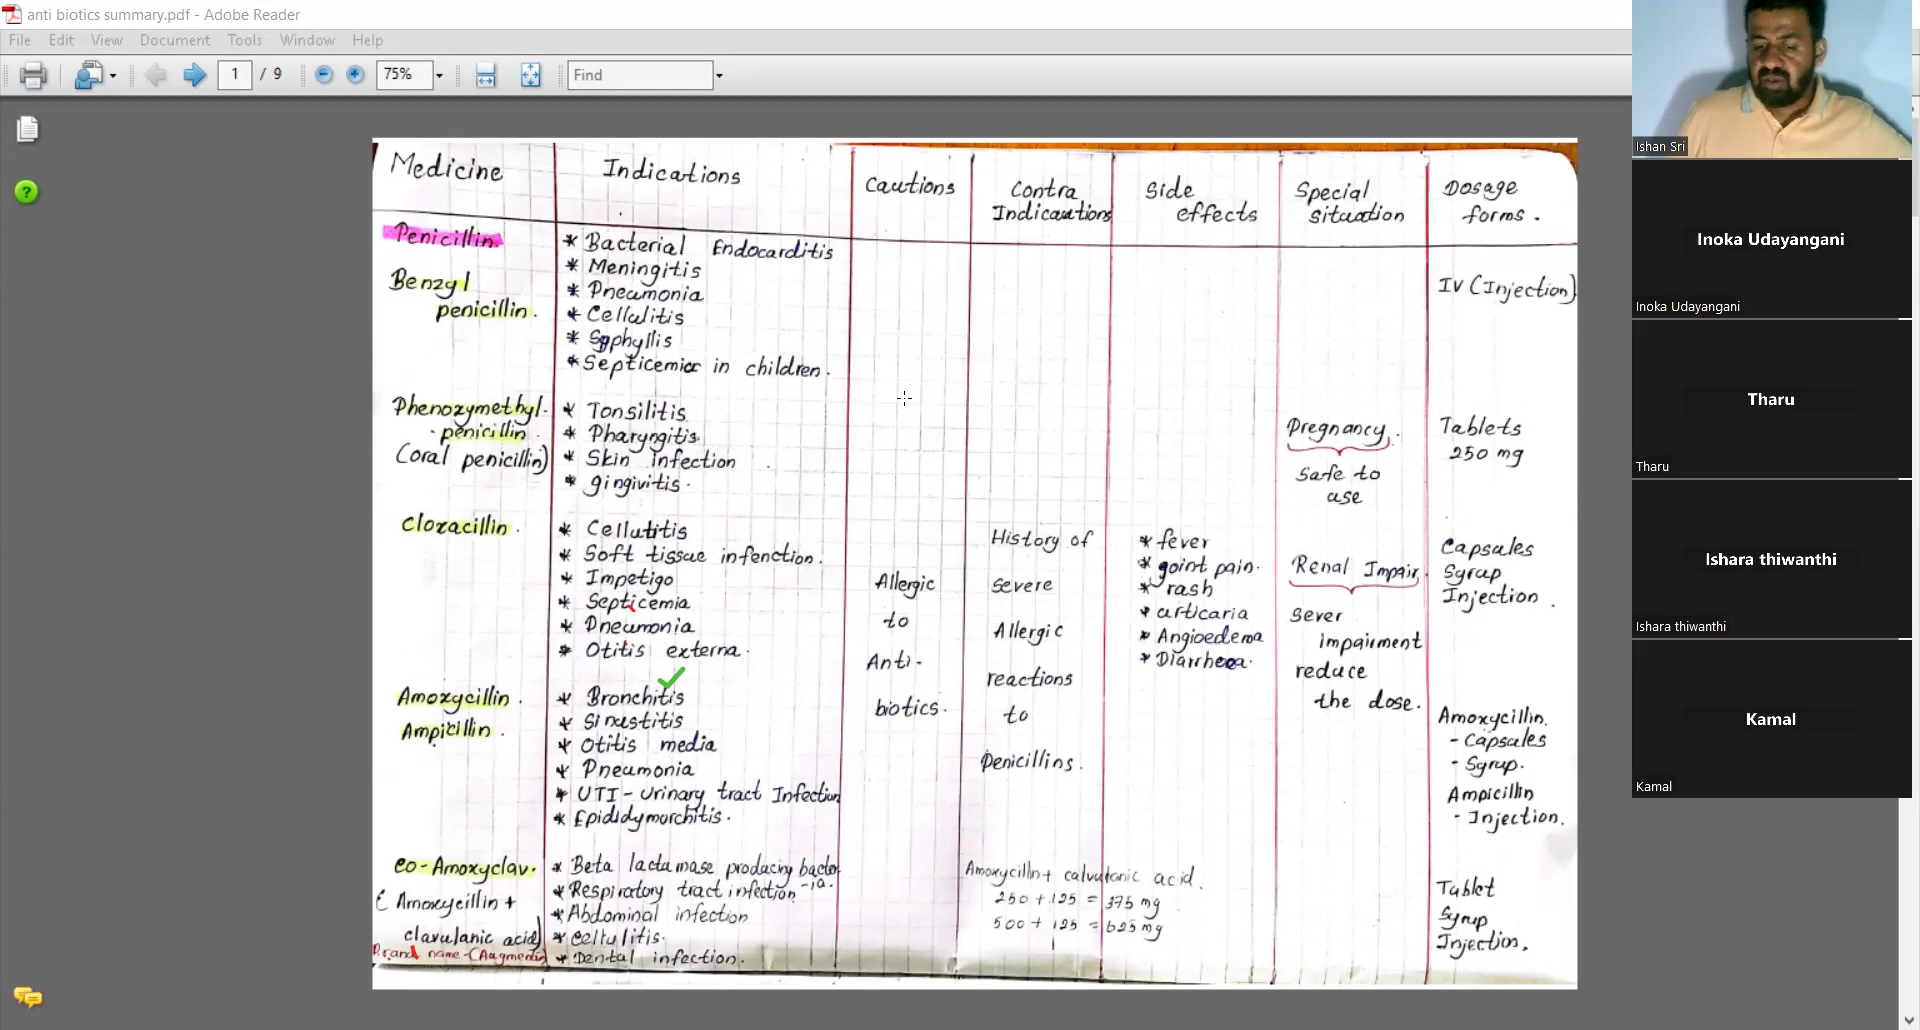 anti biotics summary.pdf - Adobe Reader
File Edit View Document Tools Window Help
1 / 9 75% Find
Medicine
Indications
Cautions
Contra
Indications
Side
effects
Special
situation
Dosage
forms.
Penicillin.
Benzyl
penicillin.
* Bacterial Endocarditis
* Meningitis
* Pneumonia
* Cellulitis
* Syphyllis
* Septicemia in children.
IV (Injection)
Phenoxymethyl-
penicillin.
(oral penicillin)
* Tonsilitis
* Pharyngitis
* Skin infection
* gingivitis.
Pregnancy.
Safe to
use
Tablets
250 mg
Cloxacillin.
* Cellutitis
* Soft tissue infenction.
* Impetigo
* Septicemia
* Pneumonia
* Otitis externa.
Allergic
to
Anti-
biotics.
History of
severe
Allergic
reactions
to
Penicillins.
* fever
* goint pain.
* rash
* urticaria
* Angioedema
* Diarrheea.
Renal Impair.
Sever
impairment
reduce
the dose.
Capsules
Syrup
Injection.
Amoxycillin.
Ampicillin.
* Bronchitis
* Sinustitis
* Otitis media
* Pneumonia
* UTI - Urinary tract Infection
* Epididymorchitis.
Amoxycillin.
- Capsules
- Syrup.
Ampicillin
- Injection.
co-Amoxyclav.
(Amoxycillin +
clavulanic acid)
Brand name - (Augmentin)
* Beta lactamase producing bacte-
-ia.
* Respiratory tract infection
* Abdominal infection
* Cellulitis.
* Dental infection.
Amoxycillin + calvulanic acid.
250 + 125 = 375 mg
500 + 125 = 625 mg
Tablet
Syrup
Injection.
Ishan Sri
Inoka Udayangani
Inoka Udayangani
Tharu
Tharu
Ishara thiwanthi
Ishara thiwanthi
Kamal
Kamal